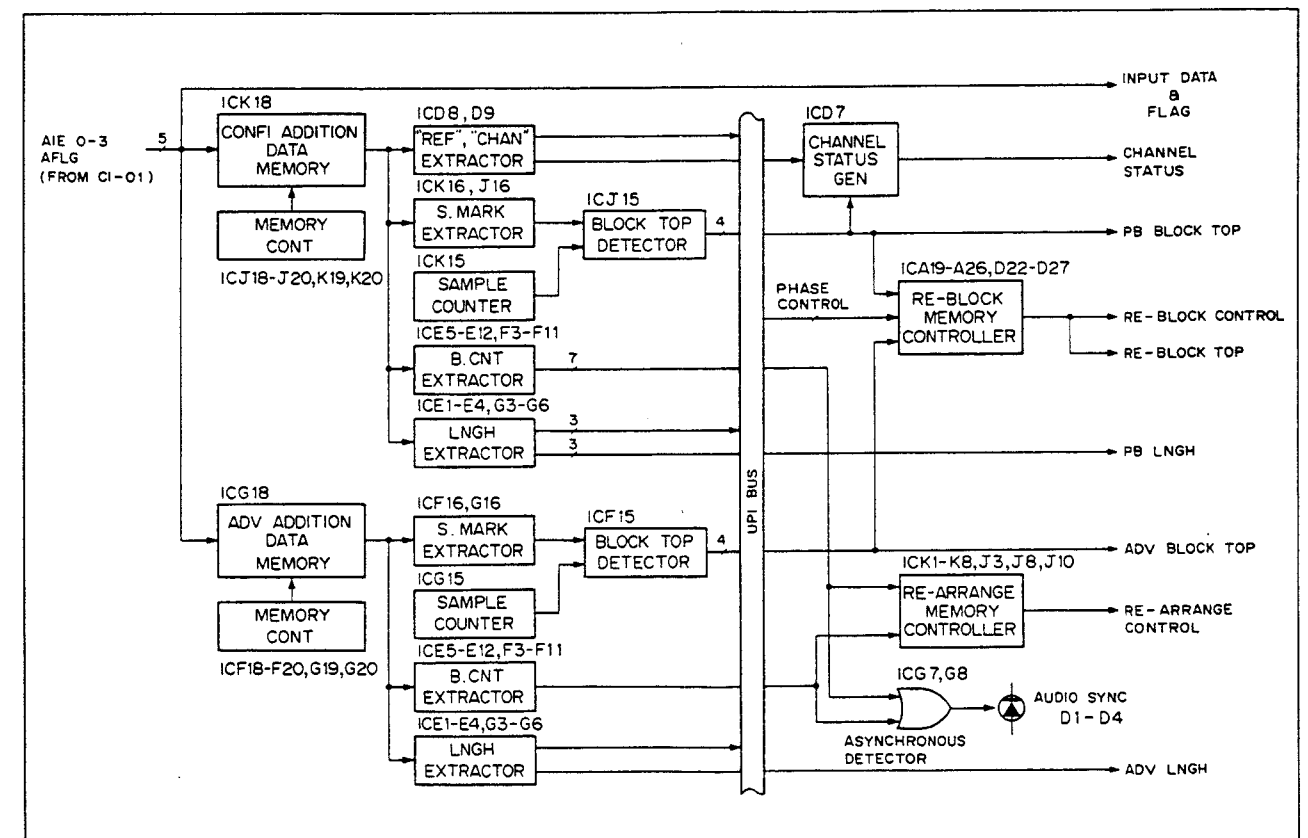 INPUT DATA
&
FLAG
ICK18
CONFI ADDITION
DATA
MEMORY
AIE 0-3
AFLG
(FROM CI-01)
5
MEMORY
CONT
ICJ18-J20,K19,K20
ICD8, D9
"REF", "CHAN"
EXTRACTOR
ICK16, J16
S. MARK
EXTRACTOR
ICK15
SAMPLE
COUNTER
ICJ15
BLOCK TOP
DETECTOR
4
ICE5-E12, F3-F11
B. CNT
EXTRACTOR
7
ICE1-E4, G3-G6
LNGH
EXTRACTOR
3
3
ICD7
CHANNEL
STATUS
GEN
CHANNEL
STATUS
PB BLOCK TOP
ICA19-A26, D22-D27
PHASE
CONTROL
RE-BLOCK
MEMORY
CONTROLLER
RE-BLOCK CONTROL
RE-BLOCK TOP
PB LNGH
UPI BUS
ICG18
ADV ADDITION
DATA
MEMORY
MEMORY
CONT
ICF18-F20,G19,G20
ICF16, G16
S. MARK
EXTRACTOR
ICG15
SAMPLE
COUNTER
ICF15
BLOCK TOP
DETECTOR
4
ICE5-E12,F3-F11
B.CNT
EXTRACTOR
ICE1-E4,G3-G6
LNGH
EXTRACTOR
ADV BLOCK TOP
ICK1-K8,J3,J8,J10
RE-ARRANGE
MEMORY
CONTROLLER
RE-ARRANGE
CONTROL
ICG7,G8
AUDIO SYNC
D1-D4
ASYNCHRONOUS
DETECTOR
ADV LNGH